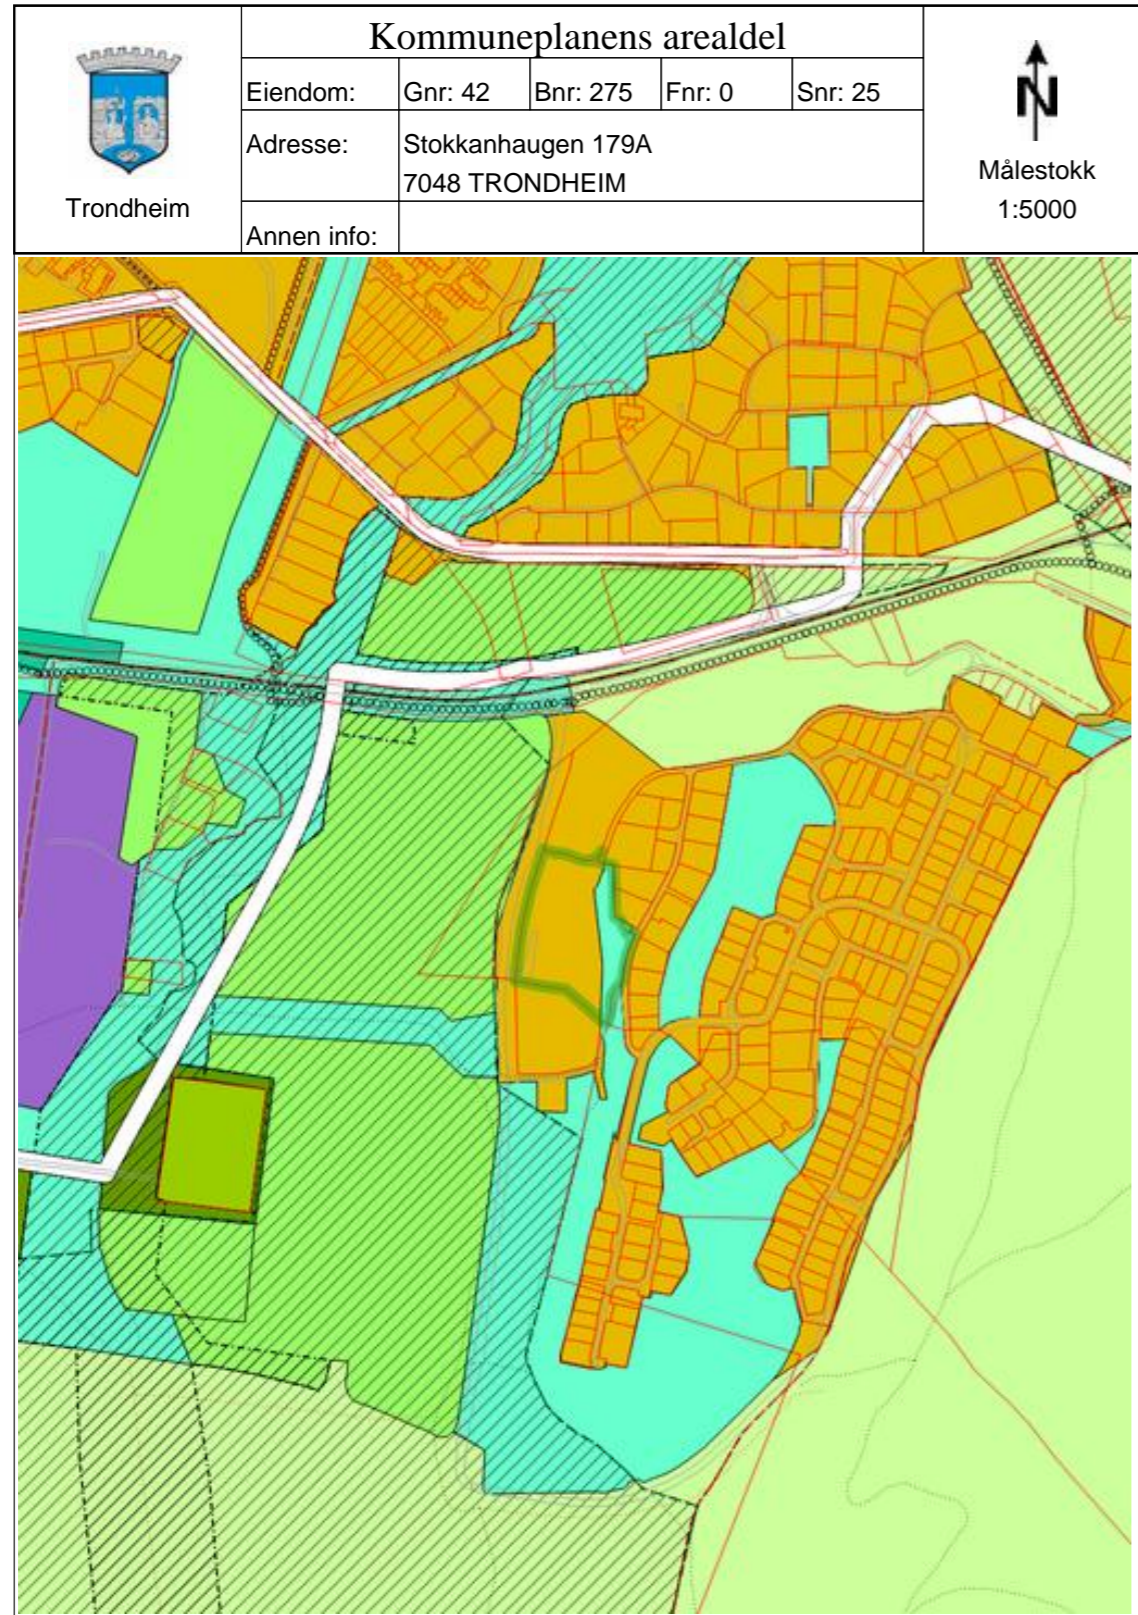 Kommuneplanens arealdel
Eiendom: Gnr: 42 Bnr: 275 Fnr: 0 Snr: 25
Adresse: Stokkanhaugen 179A
7048 TRONDHEIM
Annen info:
Trondheim
N
Målestokk
1:5000